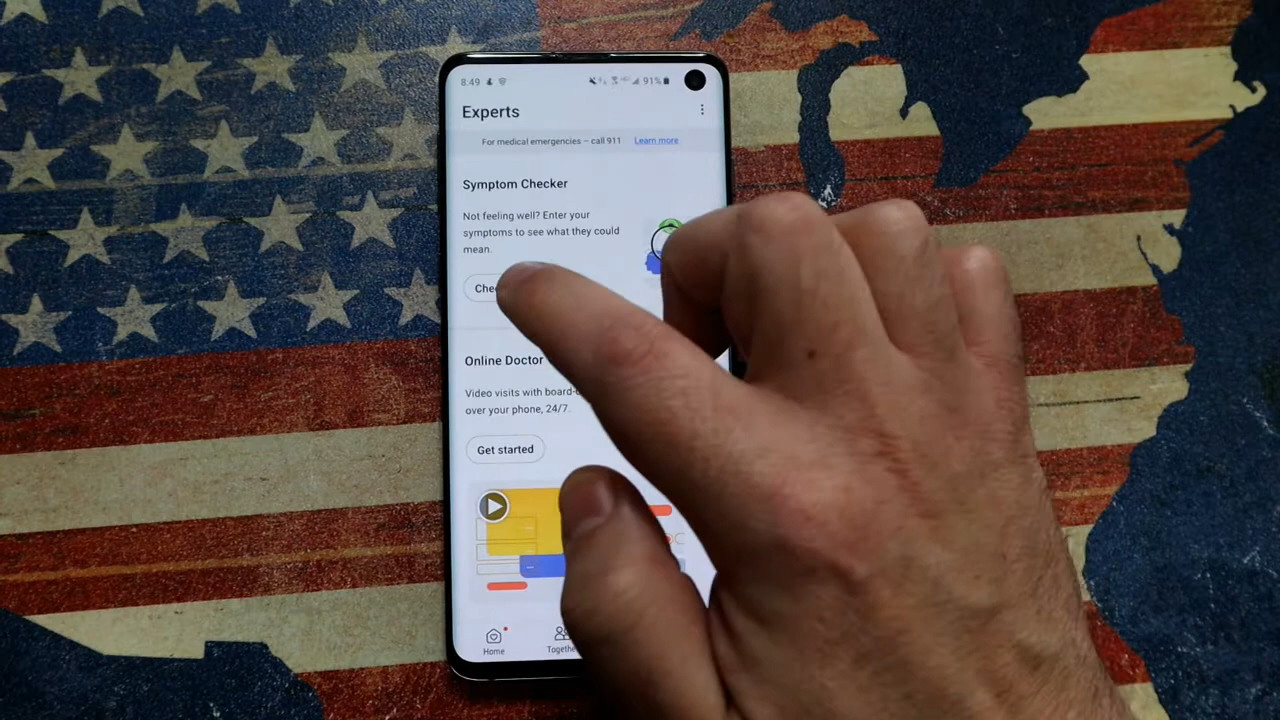 8:49
91%
Experts
For medical emergencies – call 911 Learn more
Symptom Checker
Not feeling well? Enter your
symptoms to see what they could
mean.
Online Doctor
Video visits with
over your phone, 24/7.
Get started
Home